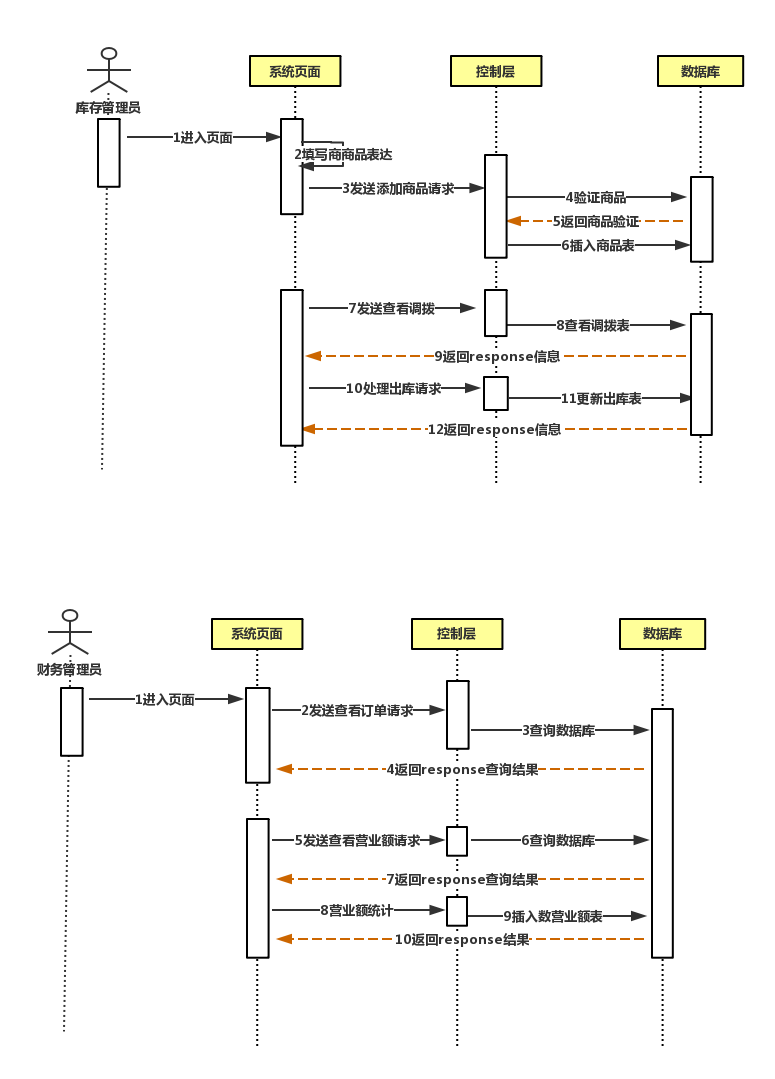 系统页面
控制层
数据库
库存管理员
1进入页面
2填写商商品表达
3发送添加商品请求
4验证商品
5返回商品验证
6插入商品表
7发送查看调拨
8查看调拨表
9返回response信息
10处理出库请求
11更新出库表
12返回response信息
系统页面
控制层
数据库
财务管理员
1进入页面
2发送查看订单请求
3查询数据库
4返回response查询结果
5发送查看营业额请求
6查询数据库
7返回response查询结果
8营业额统计
9插入数营业额表
10返回response结果